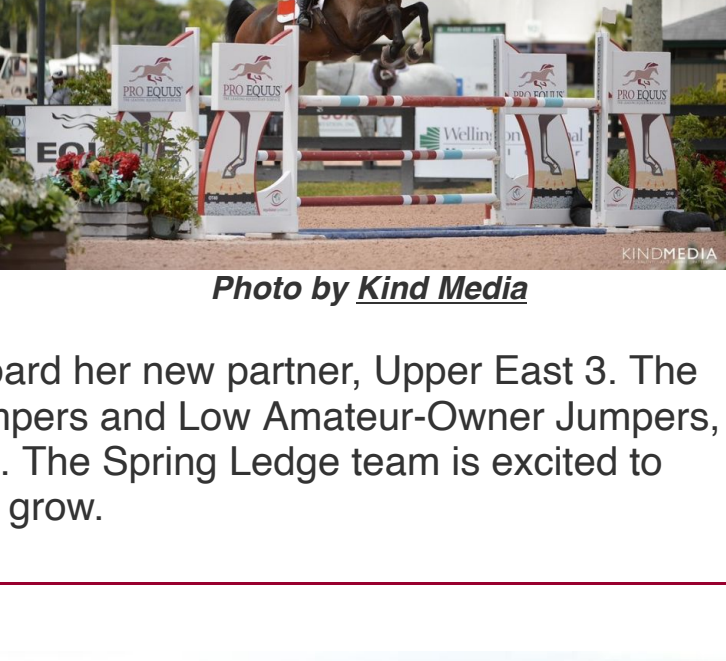 PRO EQUUS
PRO EQUUS
PRO EQUUS
PRO EQUUS
KINDMEDIA
Photo by Kind Media
oard her new partner, Upper East 3. The
mpers and Low Amateur-Owner Jumpers,
. The Spring Ledge team is excited to
grow.